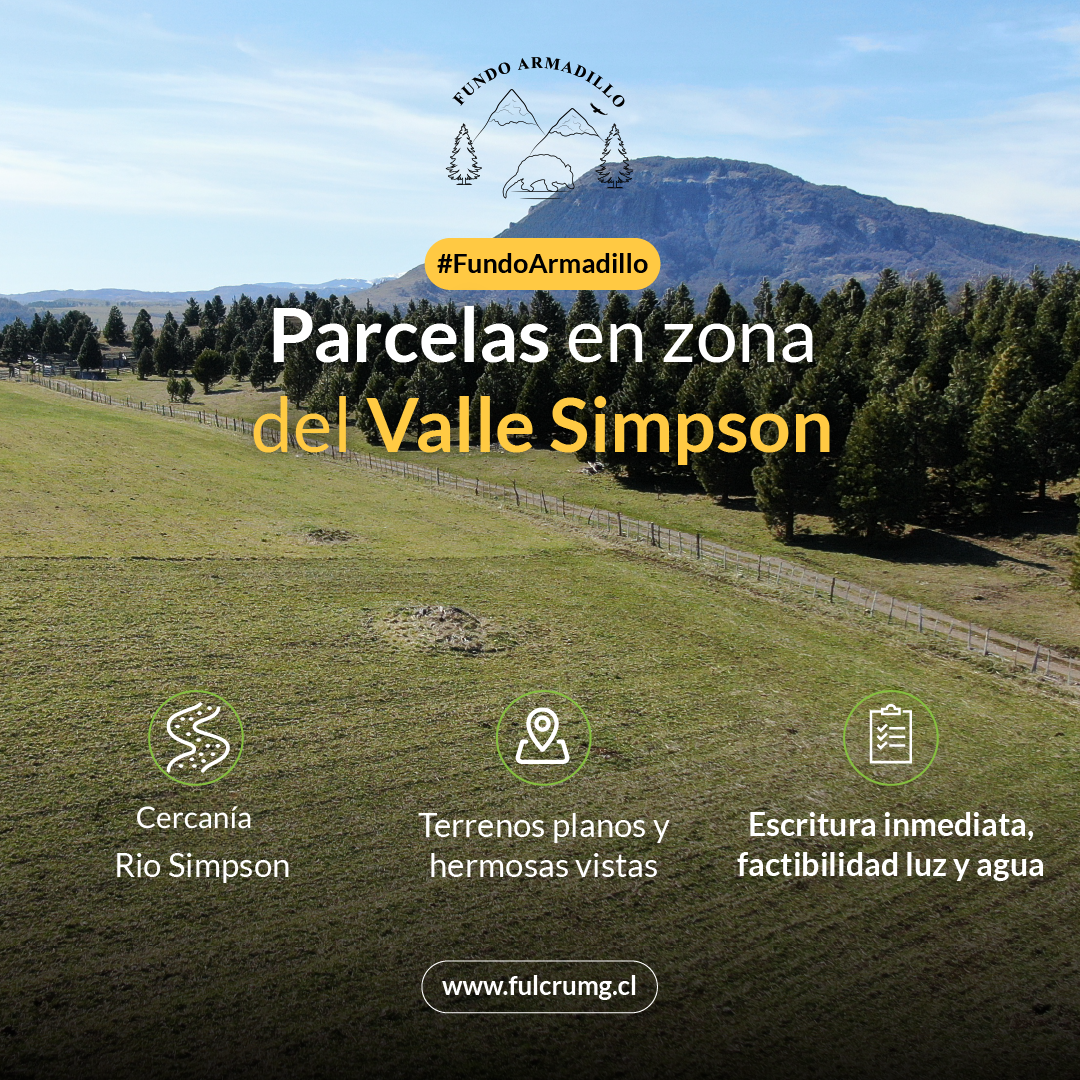 FUNDO ARMADILLO
#FundoArmadillo
Parcelas en zona
del Valle Simpson
Cercanía
Rio Simpson
Terrenos planos y
hermosas vistas
Escritura inmediata,
factibilidad luz y agua
www.fulcrumg.cl